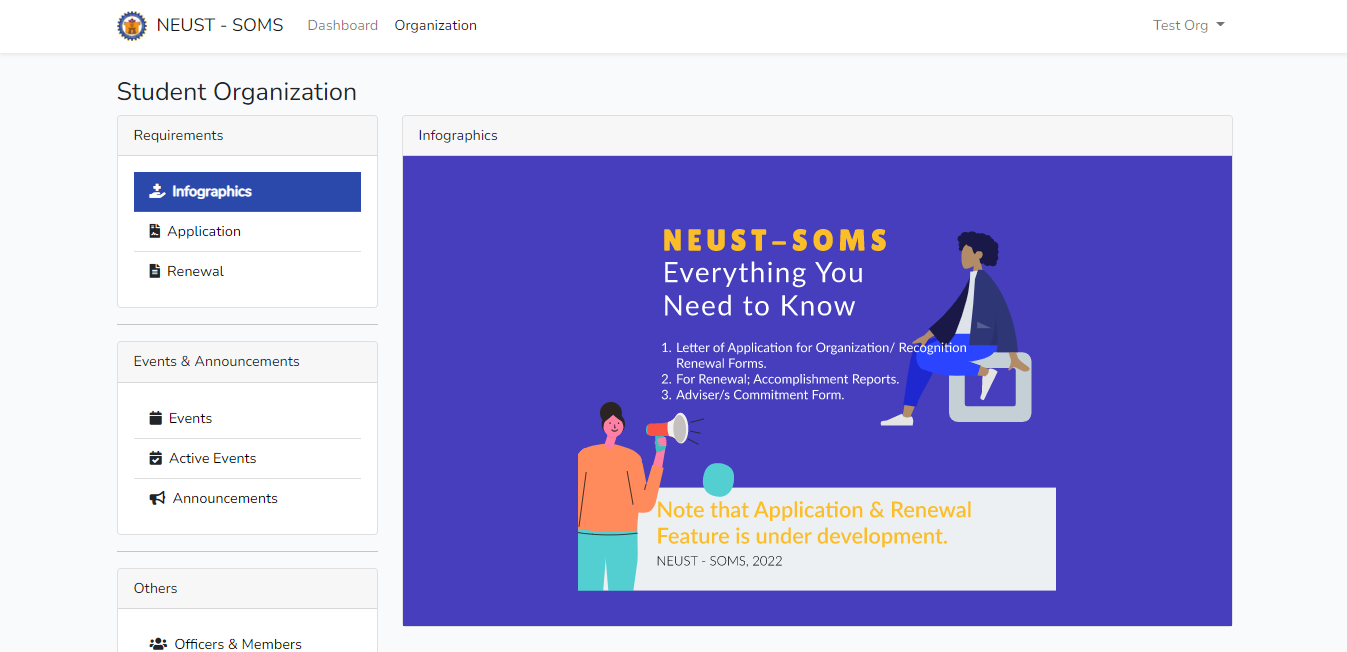 NEUST - SOMS
Dashboard
Organization
Test Org
Student Organization
Requirements
Infographics
Application
Renewal
Events & Announcements
Events
Active Events
Announcements
Others
Officers & Members
Infographics
NEUST–SOMS
Everything You
Need to Know
1. Letter of Application for Organization/ Recognition
Renewal Forms.
2. For Renewal; Accomplishment Reports.
3. Adviser/s Commitment Form.
Note that Application & Renewal
Feature is under development.
NEUST - SOMS, 2022